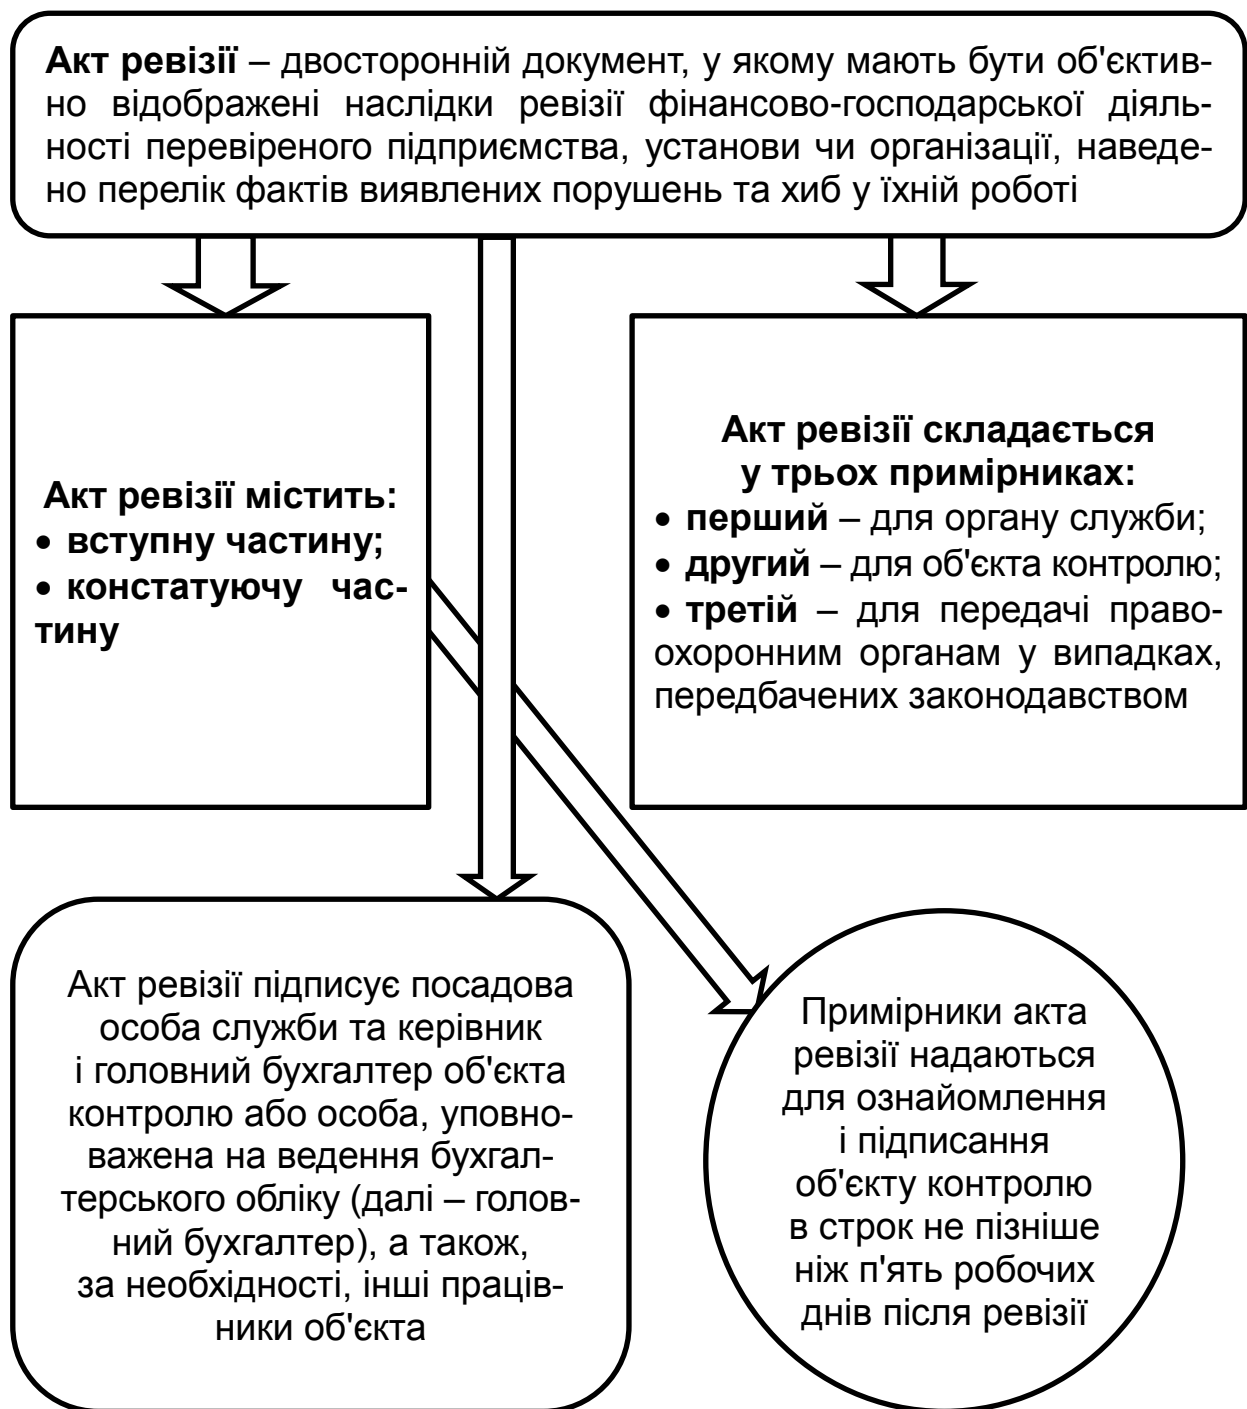 Акт ревізії – двосторонній документ, у якому мають бути об'єктив-
но відображені наслідки ревізії фінансово-господарської діяль-
ності перевіреного підприємства, установи чи організації, наведе-
но перелік фактів виявлених порушень та хиб у їхній роботі
Акт ревізії містить:
• вступну частину;
• констатуючу час-
тину
Акт ревізії складається
у трьох примірниках:
• перший – для органу служби;
• другий – для об'єкта контролю;
• третій – для передачі право-
охоронним органам у випадках,
передбачених законодавством
Акт ревізії підписує посадова
особа служби та керівник
і головний бухгалтер об'єкта
контролю або особа, уповно-
важена на ведення бухгал-
терського обліку (далі – голов-
ний бухгалтер), а також,
за необхідності, інші праців-
ники об'єкта
Примірники акта
ревізії надаються
для ознайомлення
і підписання
об'єкту контролю
в строк не пізніше
ніж п'ять робочих
днів після ревізії